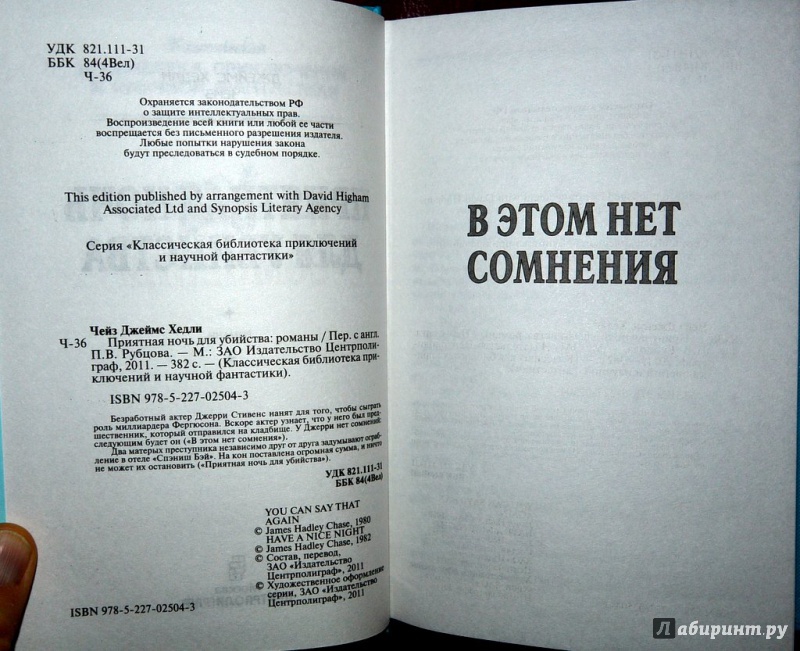 УДК 821.111-31
ББК 84(4Вел)
Ч-36
Охраняется законодательством РФ
о защите интеллектуальных прав.
Воспроизведение всей книги или любой ее части
воспрещается без письменного разрешения издателя.
Любые попытки нарушения закона
будут преследоваться в судебном порядке.
This edition published by arrangement with David Higham
Associated Ltd and Synopsis Literary Agency
Серия «Классическая библиотека приключений
и научной фантастики»
Чейз Джеймс Хедли
Ч-36 Приятная ночь для убийства: романы / Пер. с англ.
П.В. Рубцова. — М.: ЗАО Издательство Центрполи-
граф, 2011. — 382 с. — (Классическая библиотека при-
ключений и научной фантастики).
ISBN 978-5-227-02504-3
Безработный актер Джерри Стивенс нанят для того, чтобы сыграть
роль миллиардера Фергюсона. Вскоре актер узнает, что у него был пред-
шественник, который отправился на кладбище. У Джерри нет сомнений:
следующим будет он («В этом нет сомнения»).
Два матерых преступника независимо друг от друга задумывают ограб-
ление в отеле «Спэниш Бэй». На кон поставлена огромная сумма, и ничего
не может их остановить («Приятная ночь для убийства»).
УДК 821.111-31
ББК 84(4Вел)
YOU CAN SAY THAT
AGAIN
© James Hadley Chase, 1980
HAVE A NICE NIGHT
© James Hadley Chase, 1982
© Состав, перевод,
ЗАО «Издательство
Центрполиграф», 2011
© Художественное оформление
серии, ЗАО «Издательство
Центрполиграф», 2011
ISBN 978-5-227-02504-3
В ЭТОМ НЕТ
СОМНЕНИЯ
Лабиринт.ру